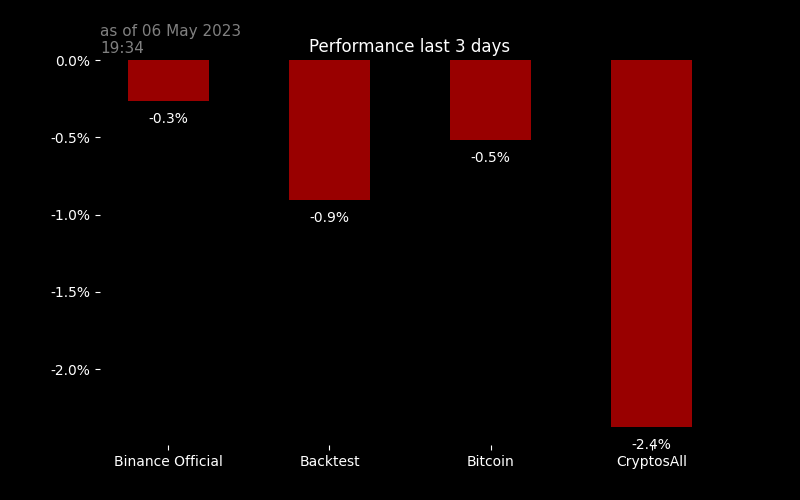 as of 06 May 2023
19:34
Performance last 3 days
0.0%
-0.5%
-1.0%
-1.5%
-2.0%
-0.3%
-0.9%
-0.5%
-2.4%
Binance Official
Backtest
Bitcoin
CryptosAll